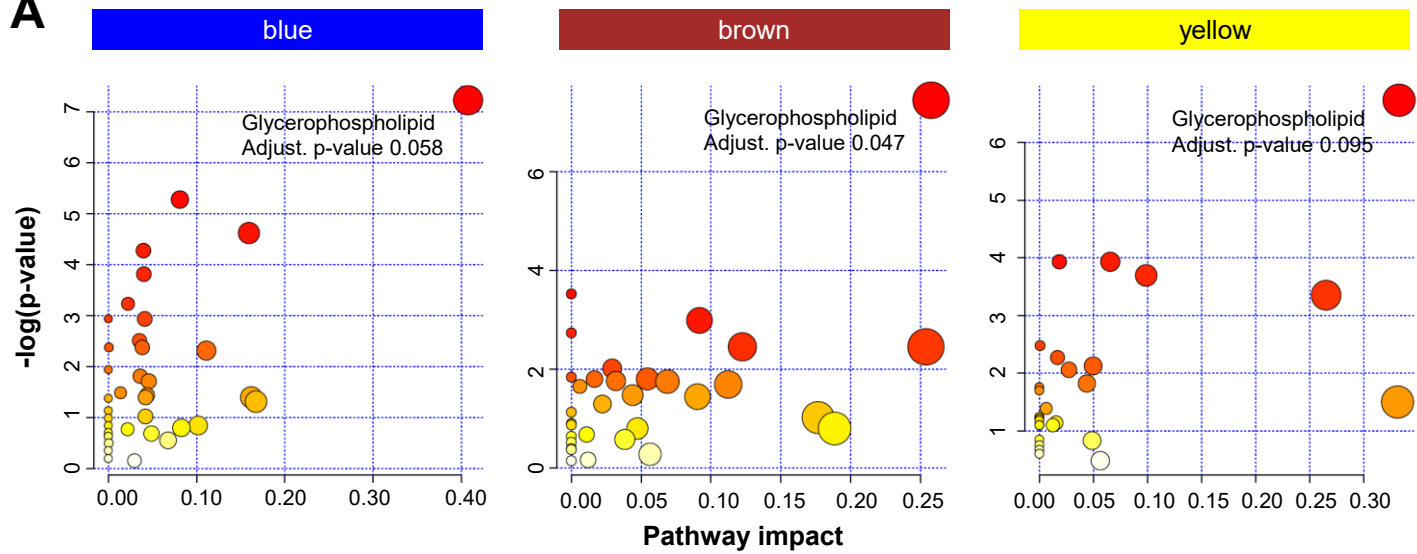 A
blue
brown
yellow
Glycerophospholipid
Adjust. p-value 0.058
Glycerophospholipid
Adjust. p-value 0.047
Glycerophospholipid
Adjust. p-value 0.095
-log(p-value)
7
6
5
4
3
2
1
0
0.00 0.10 0.20 0.30 0.40
6
4
2
0
0.00 0.05 0.10 0.15 0.20 0.25
6
5
4
3
2
1
0.00 0.05 0.10 0.15 0.20 0.25 0.30
Pathway impact